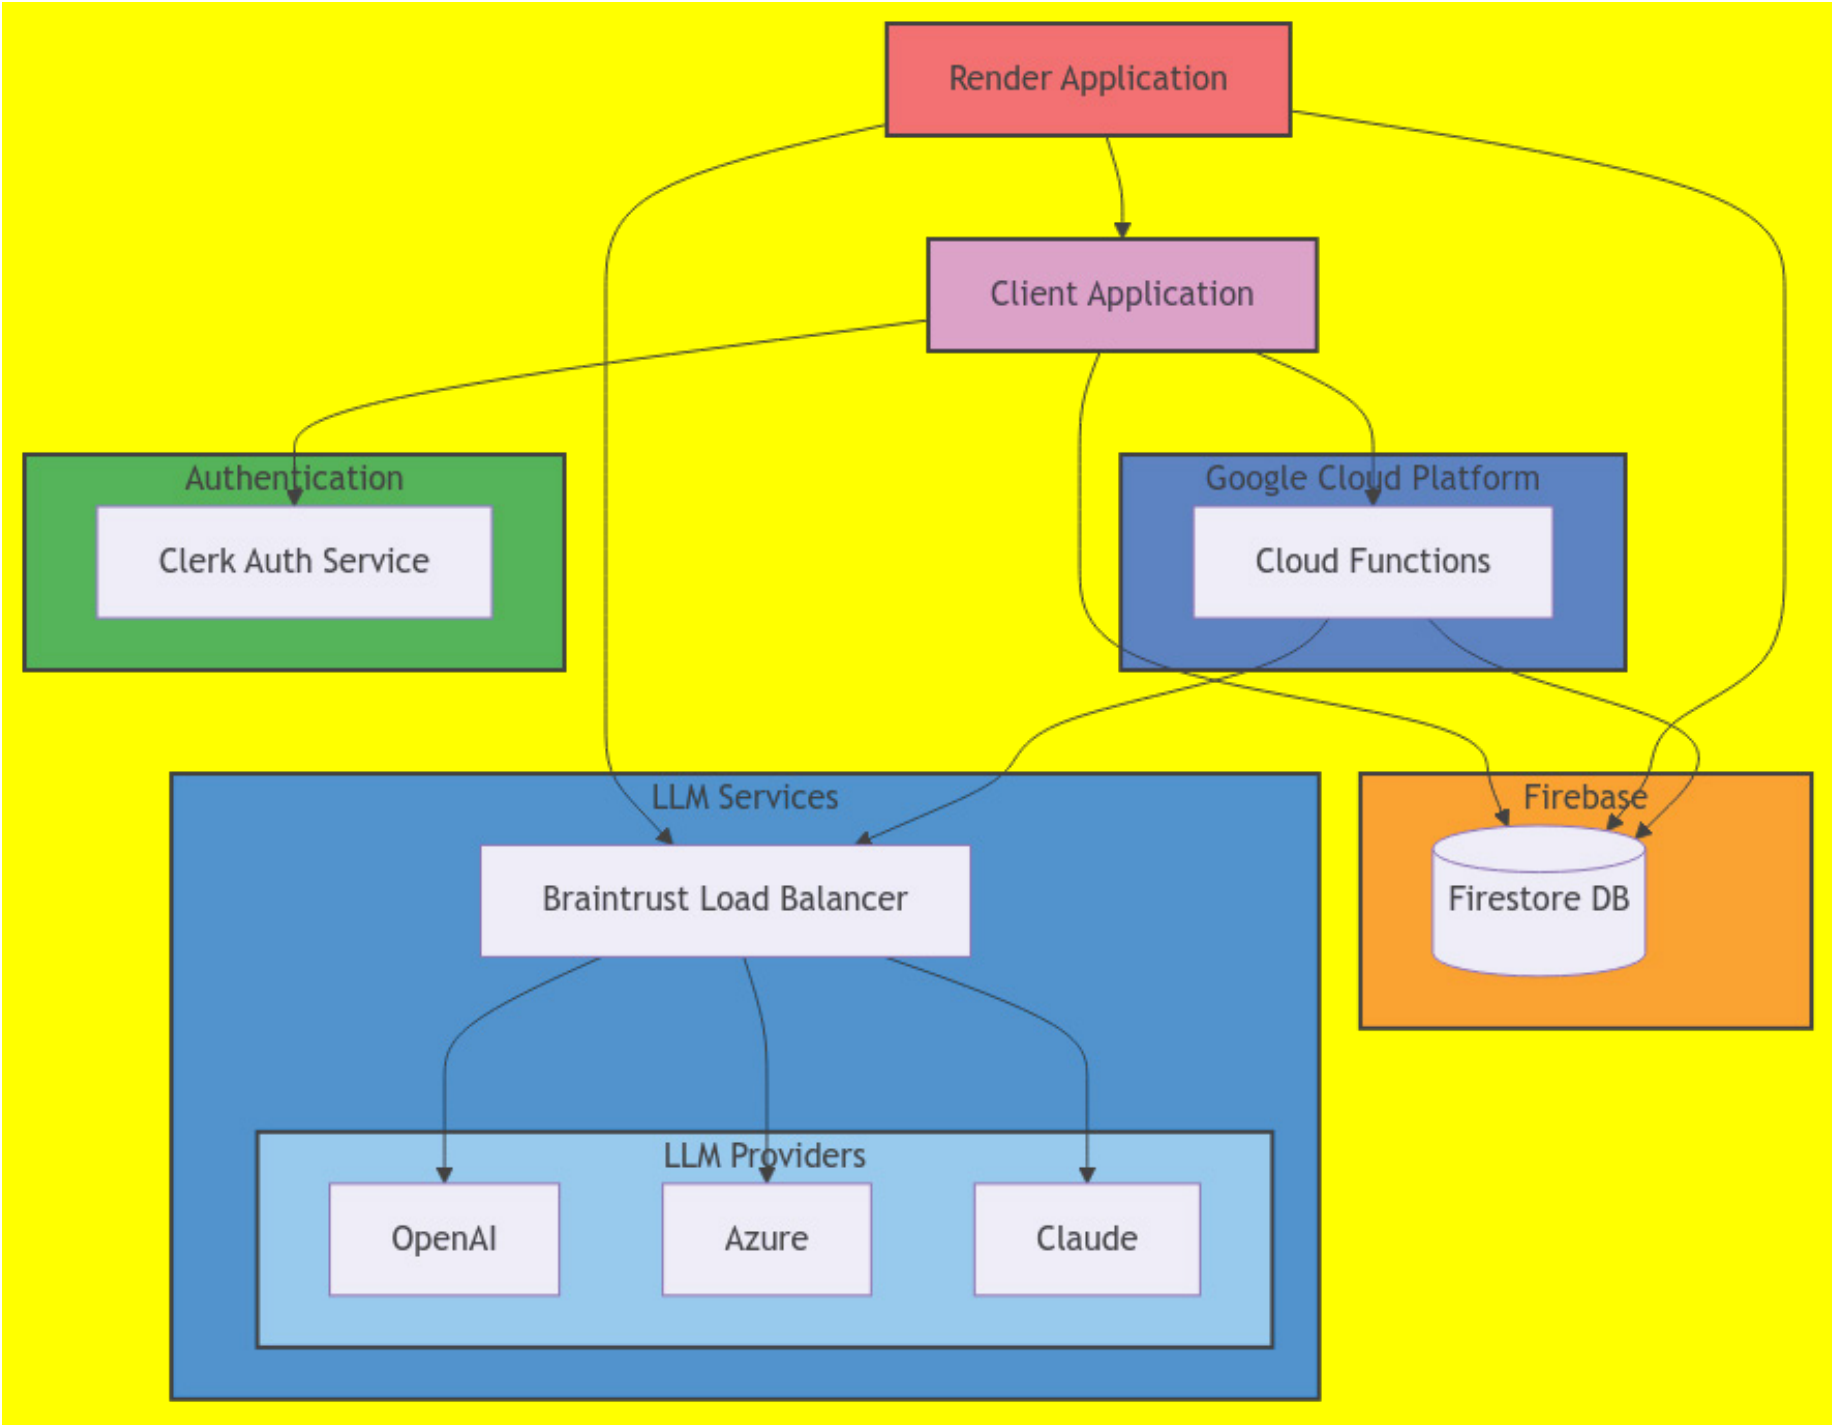 Render Application
Client Application
Authentication
Clerk Auth Service
Google Cloud Platform
Cloud Functions
LLM Services
Braintrust Load Balancer
Firebase
Firestore DB
LLM Providers
OpenAI
Azure
Claude